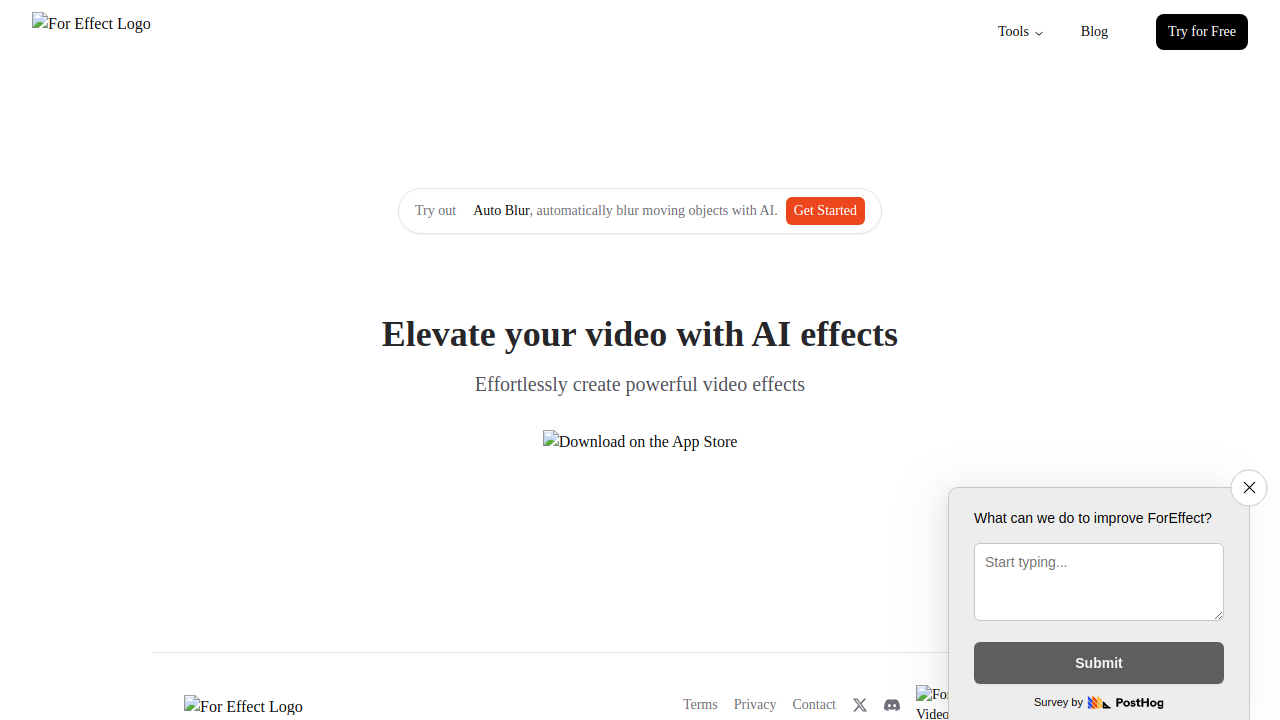 For Effect Logo
Tools
Blog
Try for Free
Try out Auto Blur, automatically blur moving objects with AI. Get Started
Elevate your video with AI effects
Effortlessly create powerful video effects
Download on the App Store
What can we do to improve ForEffect?
Start typing...
Submit
Survey by PostHog
For Effect Logo
Terms
Privacy
Contact
Video